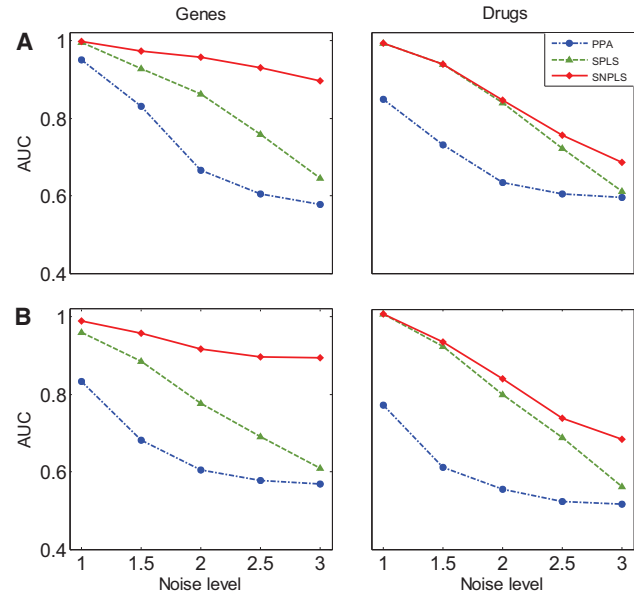 Genes
Drugs
A
AUC
1
0.8
0.6
0.4
PPA
SPLS
SNPLS
B
AUC
1
0.8
0.6
0.4
1 1.5 2 2.5 3
Noise level
1 1.5 2 2.5 3
Noise level